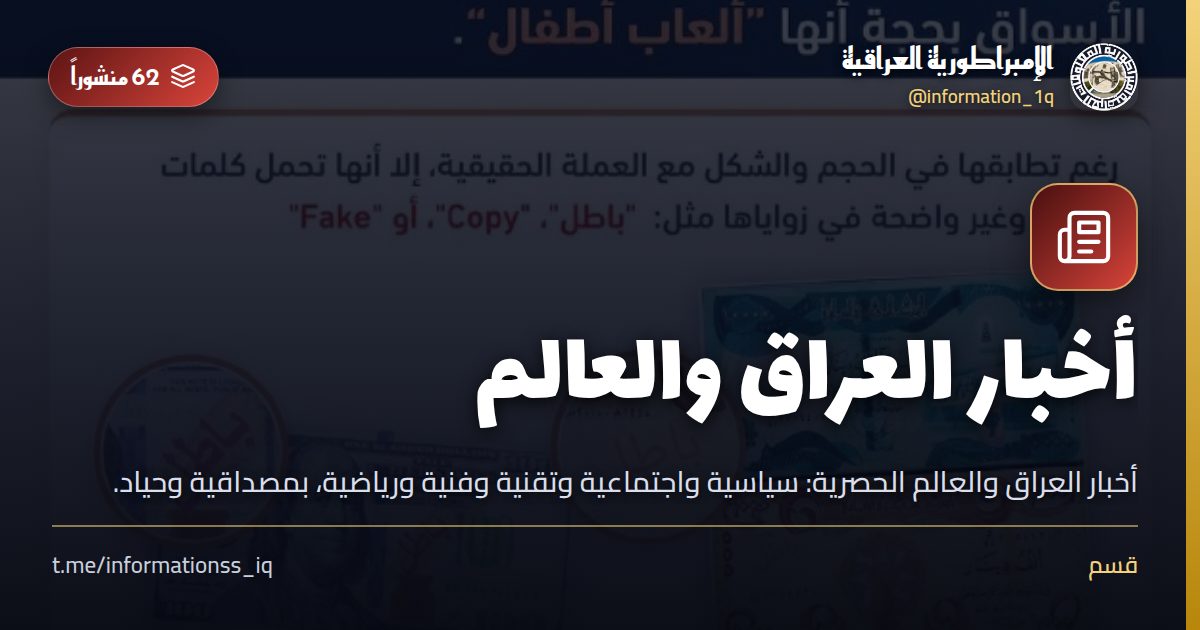 الأسواق بحجة أنها "ألعاب أطفال".
الإمبراطورية العراقية
@information_1q
62 منشوراً
رغم تطابقها في الحجم والشكل مع العملة الحقيقية، إلا أنها تحمل كلمات
وغير واضحة في زواياها مثل: "باطل"، "Copy"، أو "Fake"
أخبار العراق والعالم
أخبار العراق والعالم الحصرية: سياسية واجتماعية وتقنية وفنية ورياضية، بمصداقية وحياد.
قسم
t.me/informationss_iq
باطل
باطل